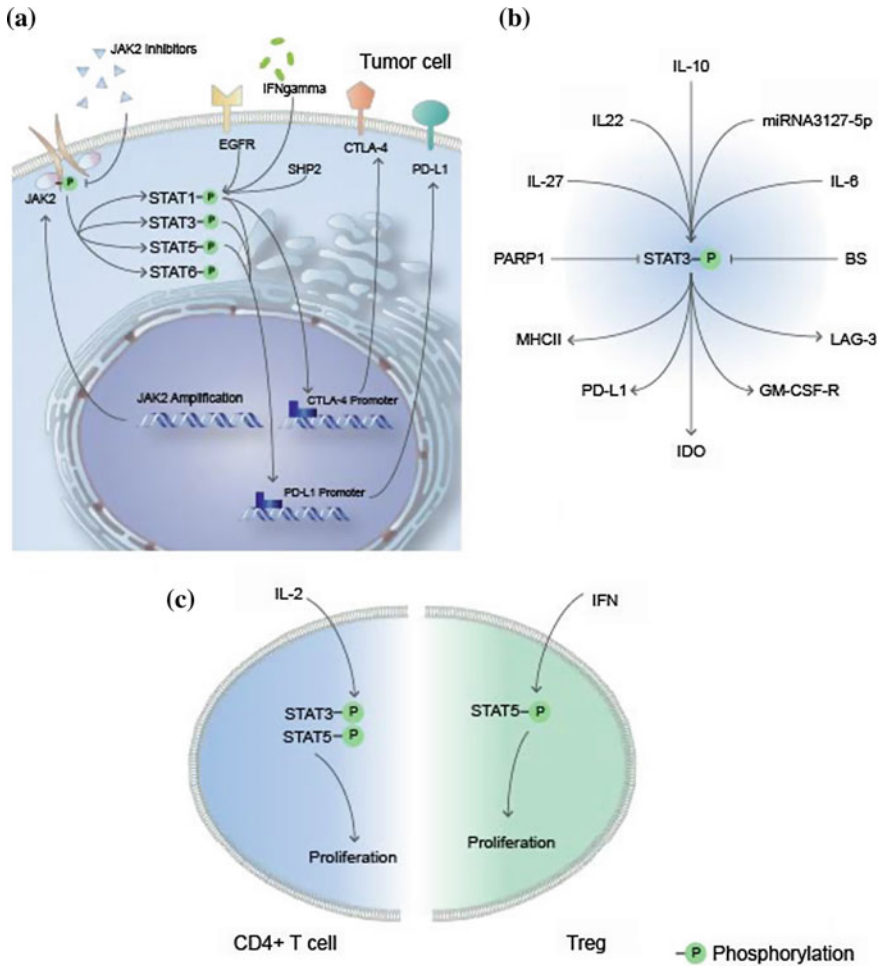 (a)
JAK2 Inhibitors
IFNgamma
Tumor cell
EGFR
CTLA-4
SHP2
PD-L1
P
JAK2
STAT1-P
STAT3-P
STAT5-P
STAT6-P
JAK2 Amplification
CTLA-4 Promoter
PD-L1 Promoter
(b)
IL-10
IL22
miRNA3127-5p
IL-27
IL-6
PARP1
STAT3-P
BS
MHCII
LAG-3
PD-L1
GM-CSF-R
IDO
(c)
IL-2
IFN
STAT3-P
STAT5-P
STAT5-P
Proliferation
Proliferation
CD4+ T cell
Treg
P Phosphorylation